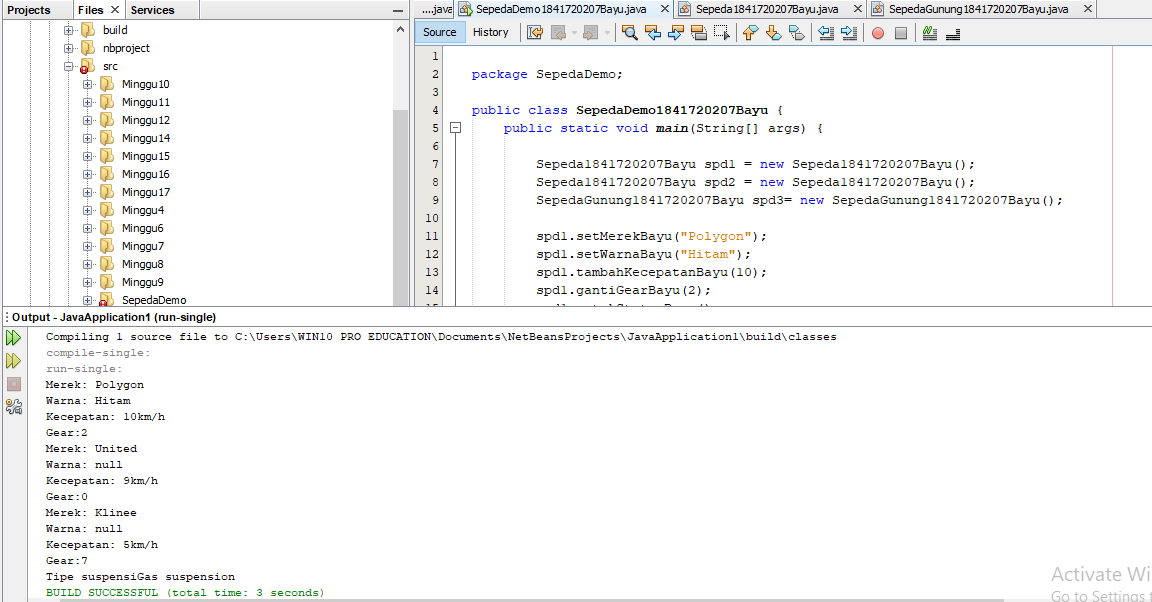 Projects Files Services
build
nbproject
src
Minggu10
Minggu11
Minggu12
Minggu14
Minggu15
Minggu16
Minggu17
Minggu4
Minggu6
Minggu7
Minggu8
Minggu9
SepedaDemo
....java SepedaDemo1841720207Bayu.java Sepeda1841720207Bayu.java SepedaGunung1841720207Bayu.java
Source History
1
2 package SepedaDemo;
3
4 public class SepedaDemo1841720207Bayu {
5 public static void main(String[] args) {
6
7 Sepeda1841720207Bayu spd1 = new Sepeda1841720207Bayu();
8 Sepeda1841720207Bayu spd2 = new Sepeda1841720207Bayu();
9 SepedaGunung1841720207Bayu spd3= new SepedaGunung1841720207Bayu();
10
11 spd1.setMerekBayu("Polygon");
12 spd1.setWarnaBayu("Hitam");
13 spd1.tambahKecepatanBayu(10);
14 spd1.gantiGearBayu(2);
Output - JavaApplication1 (run-single)
Compiling 1 source file to C:\Users\WIN10 PRO EDUCATION\Documents\NetBeansProjects\JavaApplication1\build\classes
compile-single:
run-single:
Merek: Polygon
Warna: Hitam
Kecepatan: 10km/h
Gear:2
Merek: United
Warna: null
Kecepatan: 9km/h
Gear:0
Merek: Klinee
Warna: null
Kecepatan: 5km/h
Gear:7
Tipe suspensiGas suspension
BUILD SUCCESSFUL (total time: 3 seconds)
Activate Wi
Go to Settings t